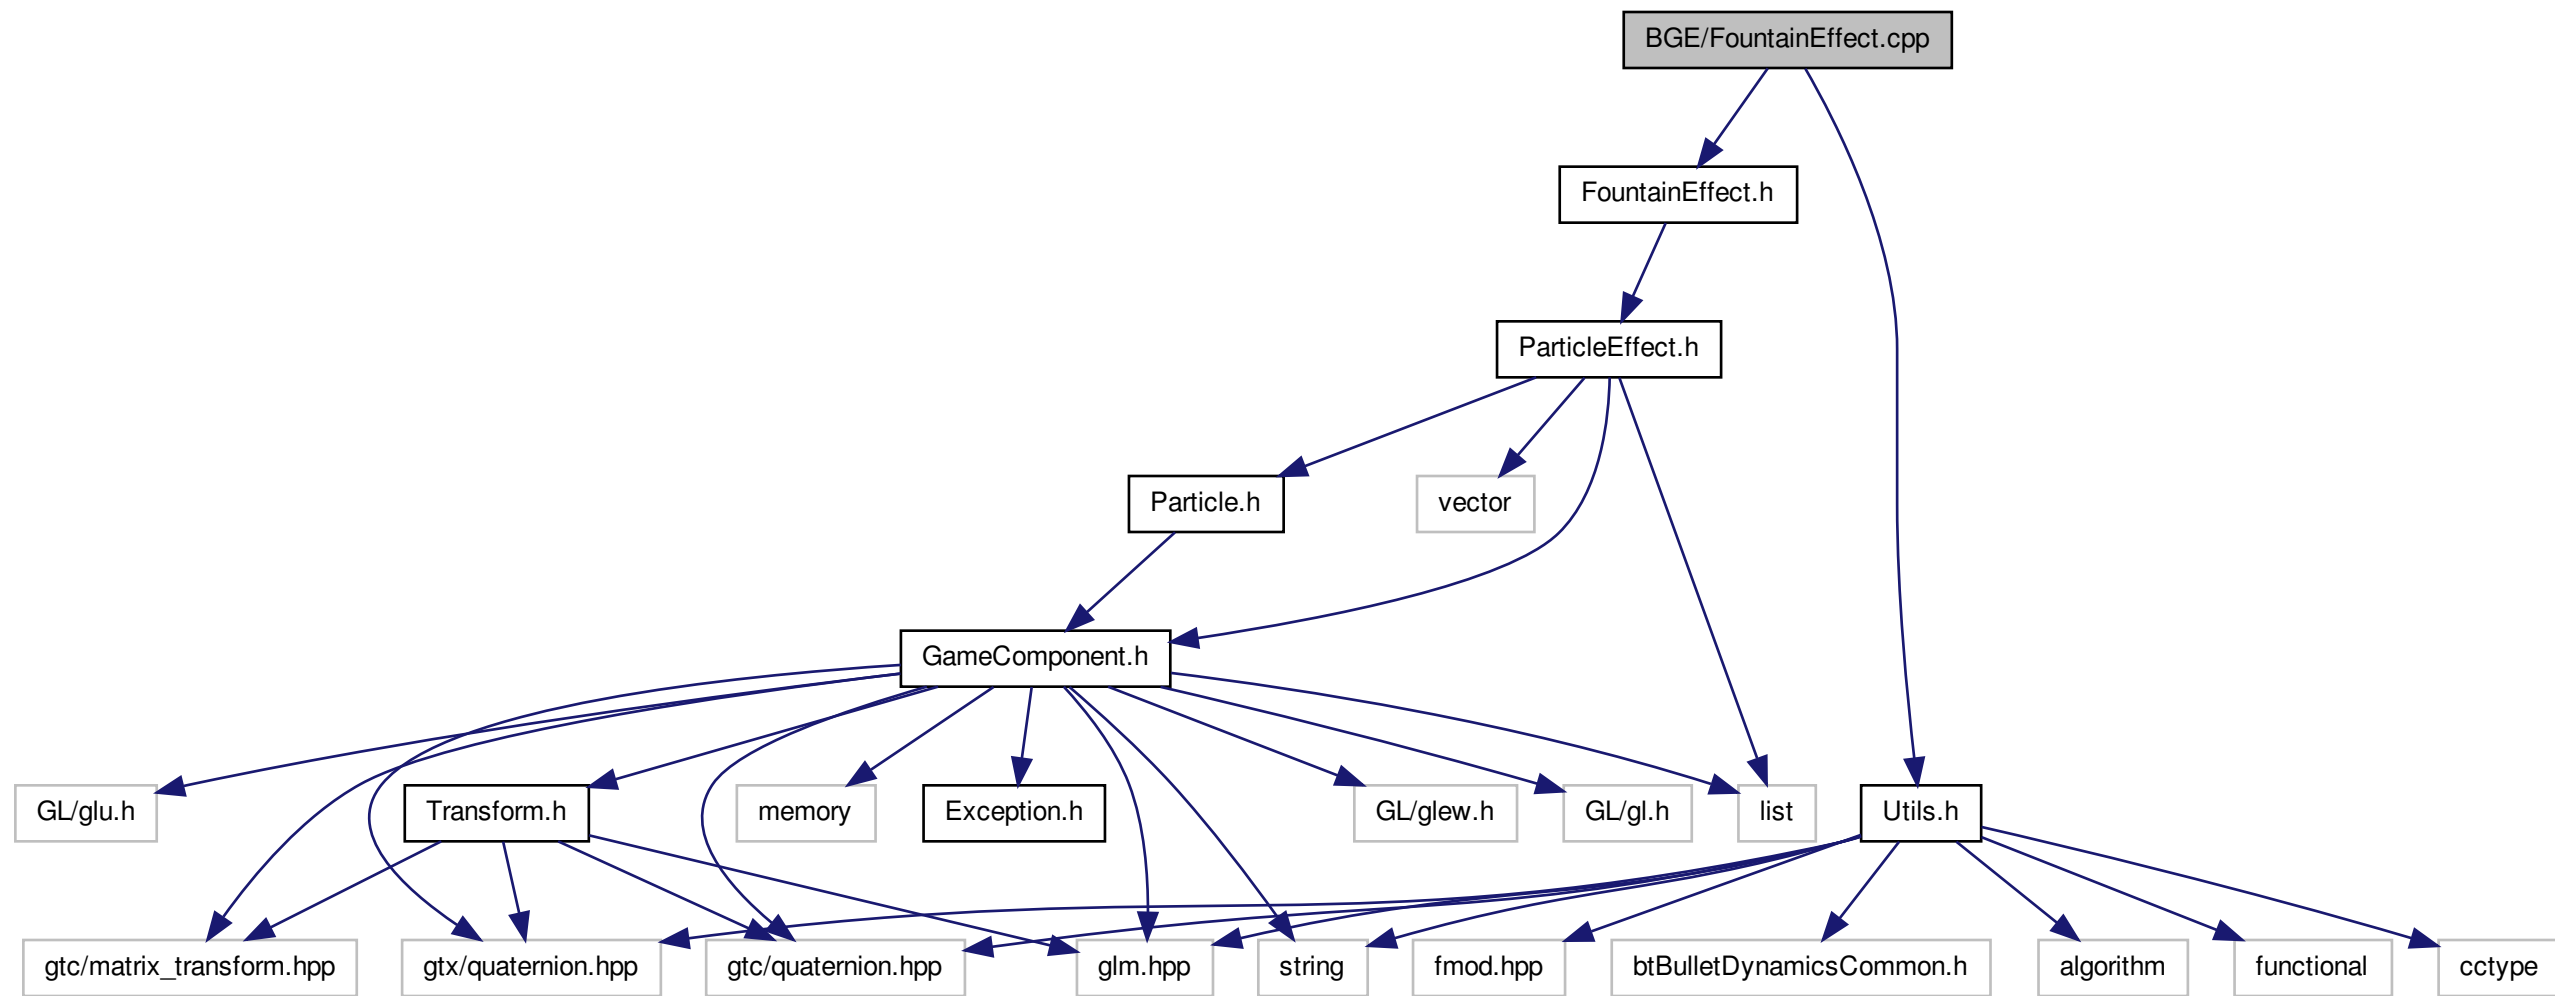 BGE/FountainEffect.cpp
FountainEffect.h
ParticleEffect.h
Particle.h
vector
GameComponent.h
GL/glu.h
Transform.h
memory
Exception.h
GL/glew.h
GL/gl.h
list
Utils.h
gtc/matrix_transform.hpp
gtx/quaternion.hpp
gtc/quaternion.hpp
glm.hpp
string
fmod.hpp
btBulletDynamicsCommon.h
algorithm
functional
cctype